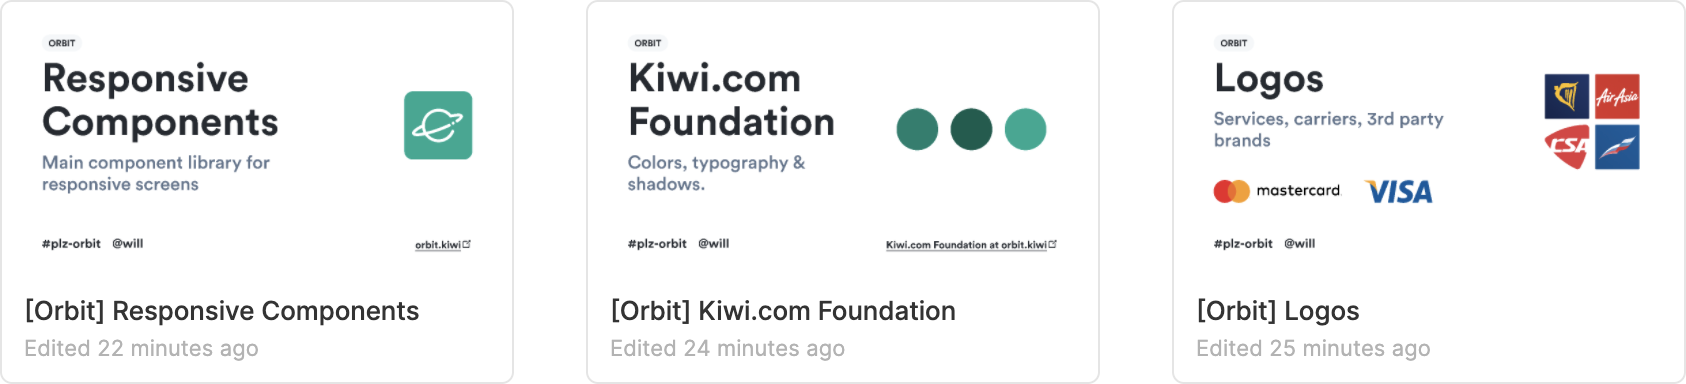 ORBIT
Responsive
Components
Main component library for
responsive screens
#plz-orbit @will
orbit.kiwi
[Orbit] Responsive Components
Edited 22 minutes ago
ORBIT
Kiwi.com
Foundation
Colors, typography &
shadows.
#plz-orbit @will
Kiwi.com Foundation at orbit.kiwi
[Orbit] Kiwi.com Foundation
Edited 24 minutes ago
ORBIT
Logos
Services, carriers, 3rd party
brands
AirAsia
CSA
mastercard
VISA
#plz-orbit @will
[Orbit] Logos
Edited 25 minutes ago